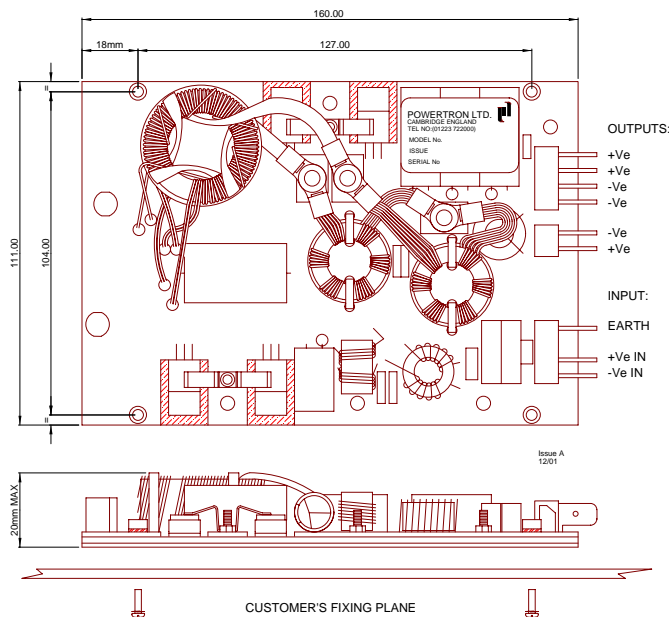 160.00
18mm
127.00
=
111.00
104.00
=
POWERTRON LTD.
CAMBRIDGE ENGLAND
TEL NO:(01223 722000)
MODEL No.
ISSUE
SERIAL No
OUTPUTS:
+Ve
+Ve
-Ve
-Ve
-Ve
+Ve
INPUT:
EARTH
+Ve IN
-Ve IN
Issue A
12/01
20mm MAX
CUSTOMER'S FIXING PLANE